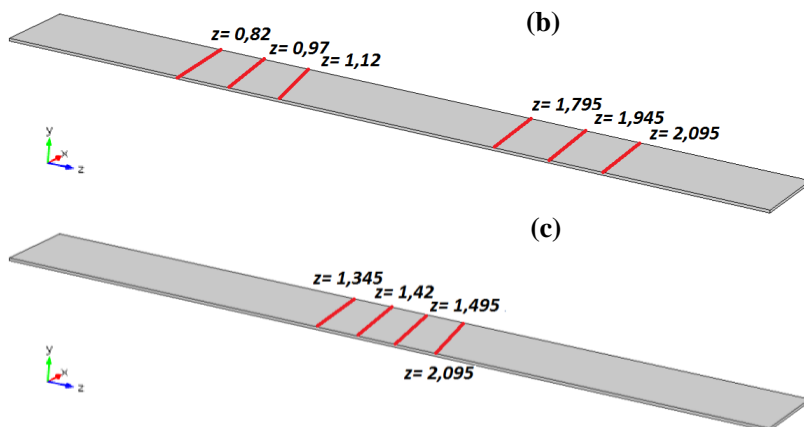 (b)
z= 0,82
z= 0,97
z= 1,12
z= 1,795
z= 1,945
z= 2,095
y
x
z
(c)
z= 1,345
z= 1,42
z= 1,495
z= 2,095
y
x
z